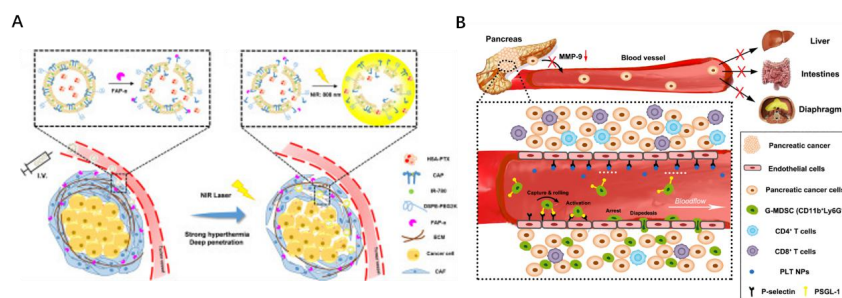 A
FAP-α
NIR: 808 nm
I.V.
NIR Laser
Strong hyperthermia
Deep penetration
HSA-PTX
CAP
IR-780
DSPE-PEG2K
FAP-α
ECM
Cancer cell
CAF
B
Pancreas
MMP-9
Blood vessel
Liver
Intestines
Diaphragm
Capture & rolling
Activation
Arrest
Diapedesis
Bloodflow
Pancreatic cancer
Endothelial cells
Pancreatic cancer cells
G-MDSC (CD11b⁺Ly6G
CD4⁺ T cells
CD8⁺ T cells
PLT NPs
P-selectin
PSGL-1